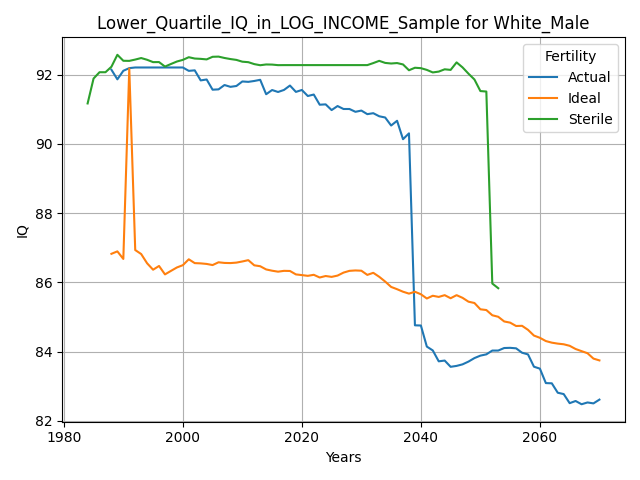 Lower_Quartile_IQ_in_LOG_INCOME_Sample for White_Male
Fertility
Actual
Ideal
Sterile
IQ
92
90
88
86
84
82
1980
2000
2020
2040
2060
Years